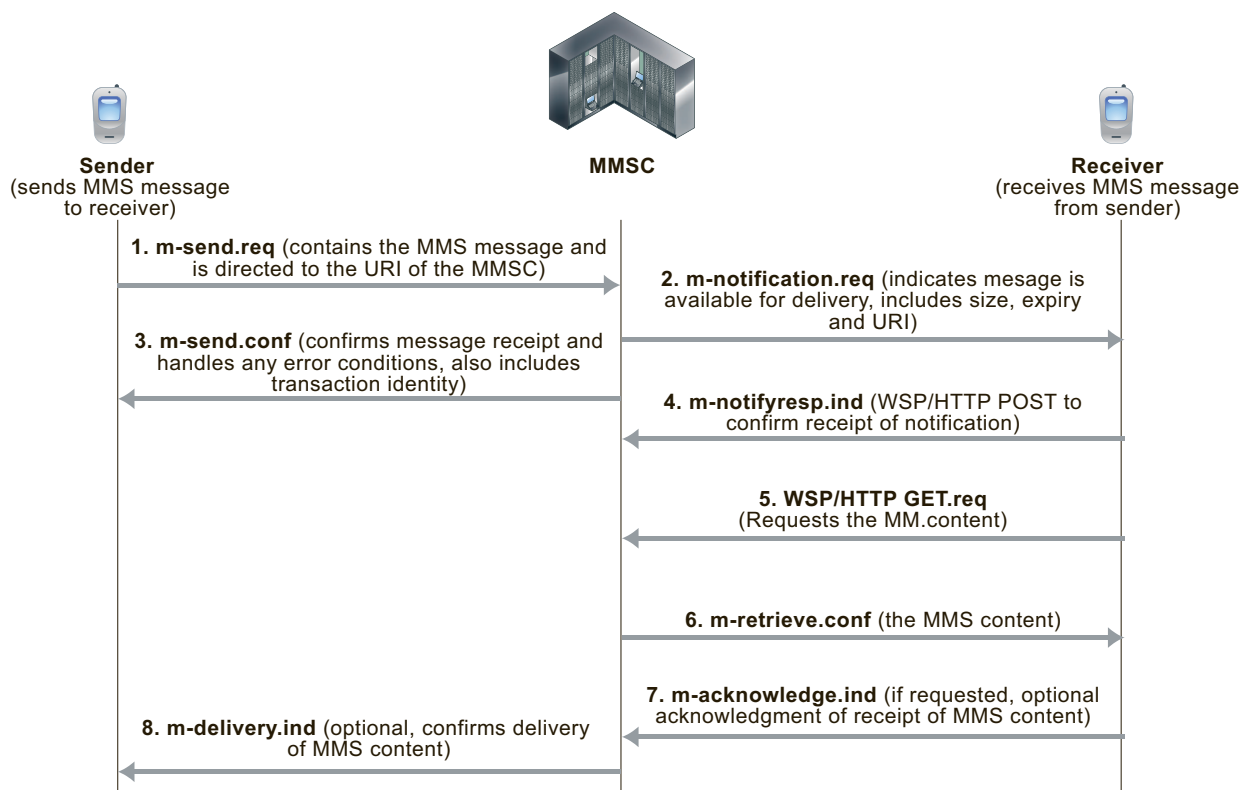 Sender
(sends MMS message
to receiver)
MMSC
Receiver
(receives MMS message
from sender)
1. m-send.req (contains the MMS message and
is directed to the URI of the MMSC)
2. m-notification.req (indicates mesage is
available for delivery, includes size, expiry
and URI)
3. m-send.conf (confirms message receipt and
handles any error conditions, also includes
transaction identity)
4. m-notifyresp.ind (WSP/HTTP POST to
confirm receipt of notification)
5. WSP/HTTP GET.req
(Requests the MM.content)
6. m-retrieve.conf (the MMS content)
7. m-acknowledge.ind (if requested, optional
acknowledgment of receipt of MMS content)
8. m-delivery.ind (optional, confirms delivery
of MMS content)